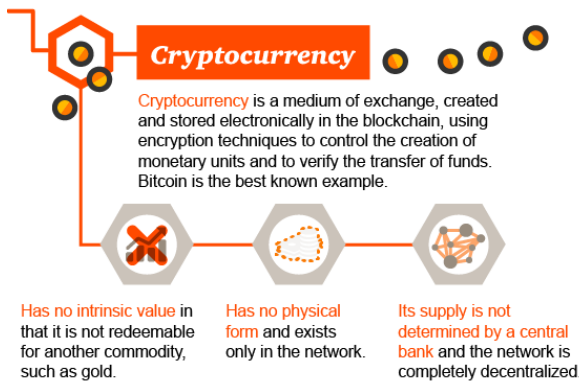 Cryptocurrency
Cryptocurrency is a medium of exchange, created
and stored electronically in the blockchain, using
encryption techniques to control the creation of
monetary units and to verify the transfer of funds.
Bitcoin is the best known example.
Has no intrinsic value in
that it is not redeemable
for another commodity,
such as gold.
Has no physical
form and exists
only in the network.
Its supply is not
determined by a central
bank and the network is
completely decentralized